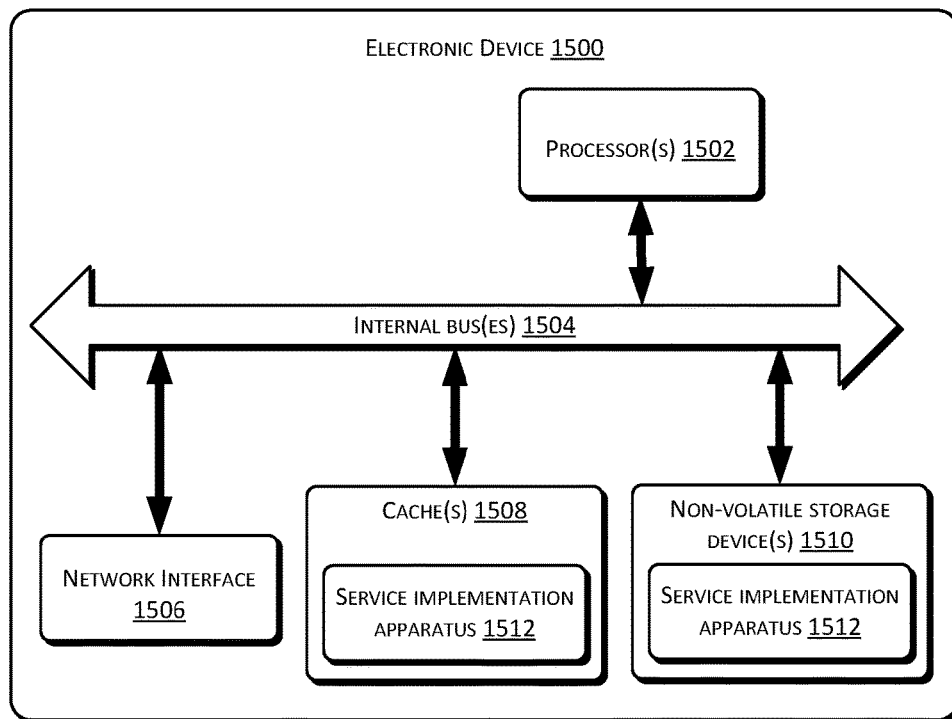 ELECTRONIC DEVICE 1500
PROCESSOR(S) 1502
INTERNAL BUS(ES) 1504
NETWORK INTERFACE
1506
CACHE(S) 1508
SERVICE IMPLEMENTATION
APPARATUS 1512
NON-VOLATILE STORAGE
DEVICE(S) 1510
SERVICE IMPLEMENTATION
APPARATUS 1512